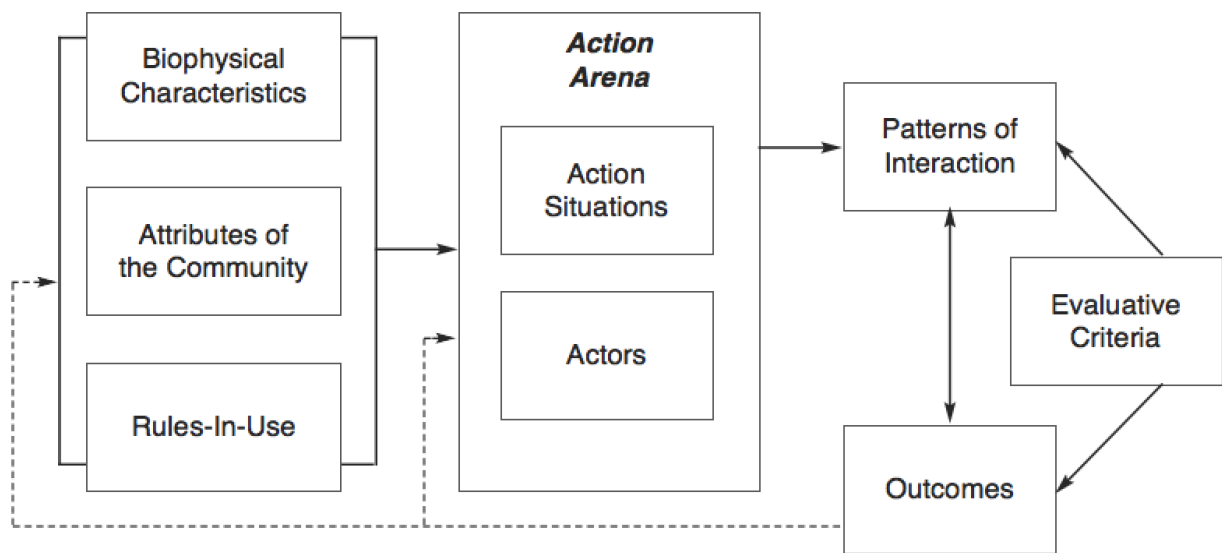 Biophysical
Characteristics
Attributes of
the Community
Rules-In-Use
Action
Arena
Action
Situations
Actors
Patterns of
Interaction
Outcomes
Evaluative
Criteria